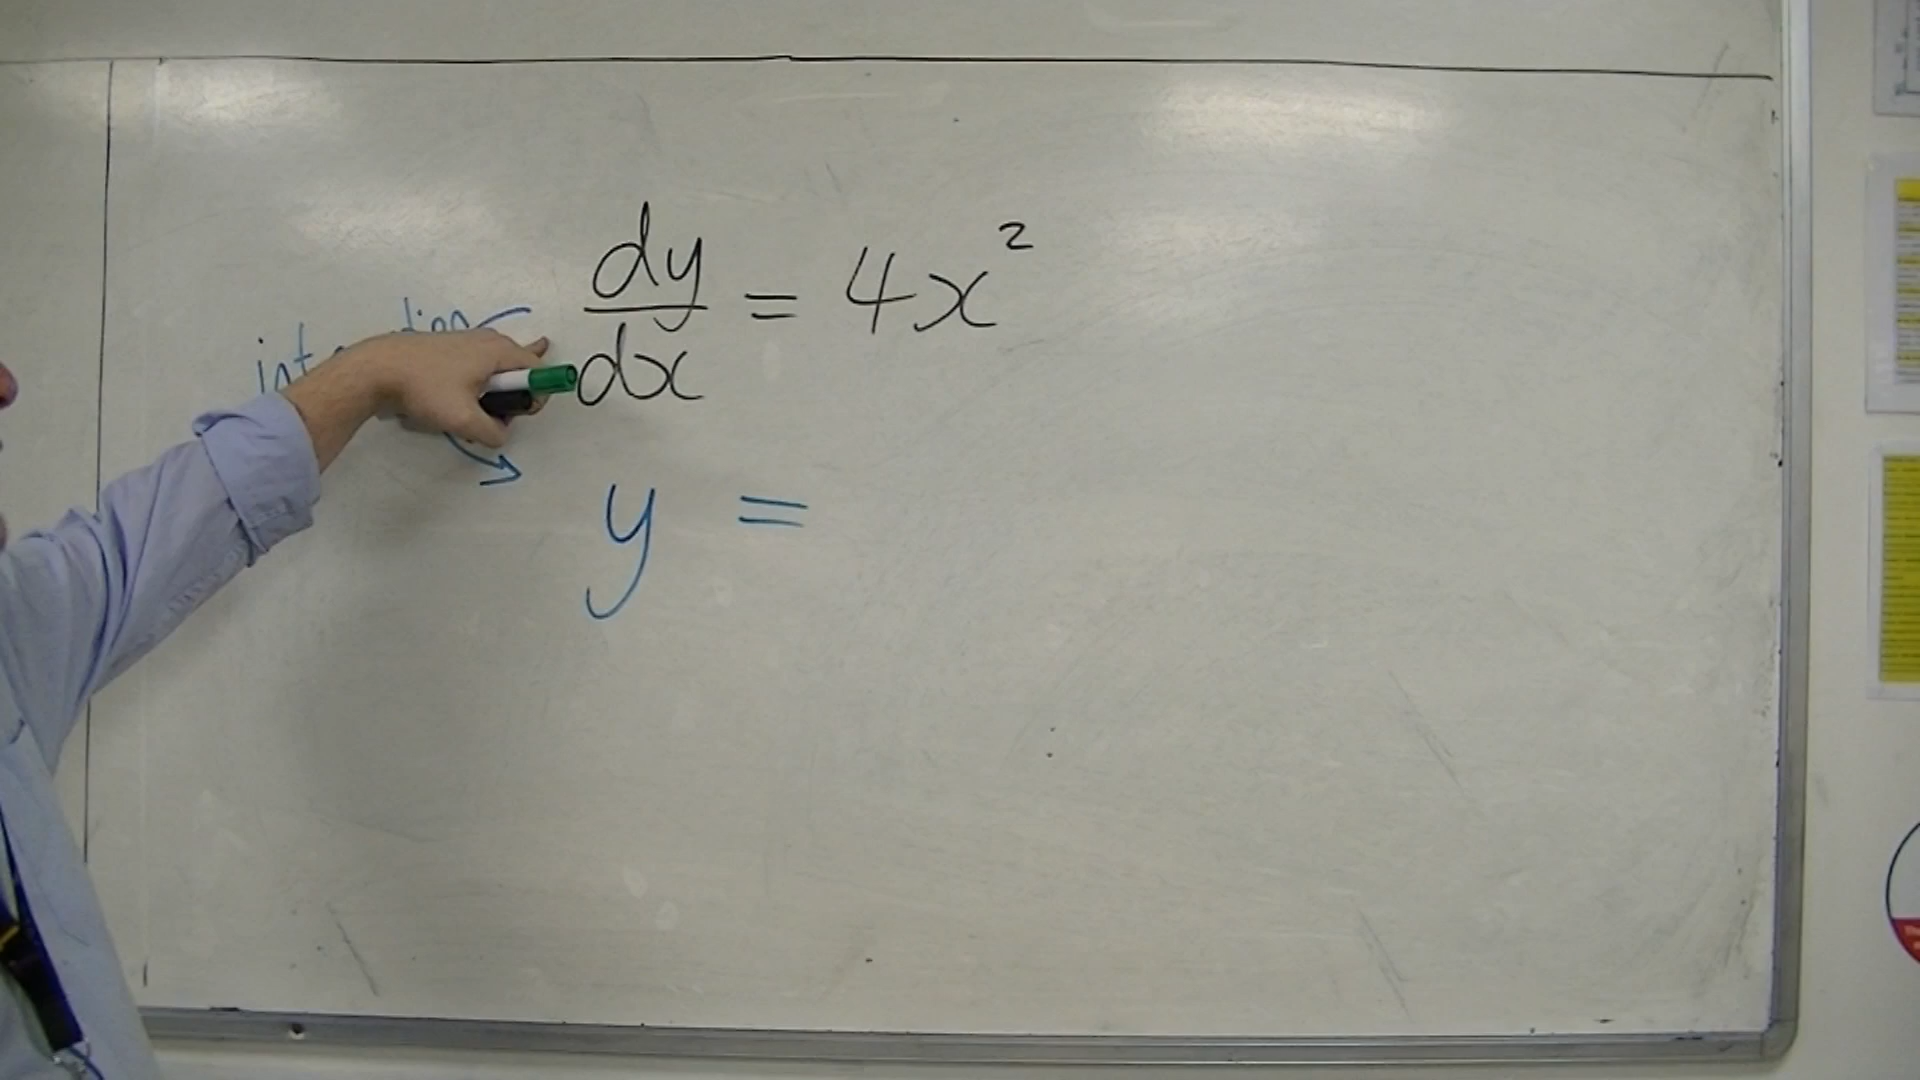 dy/dx = 4x²
y =